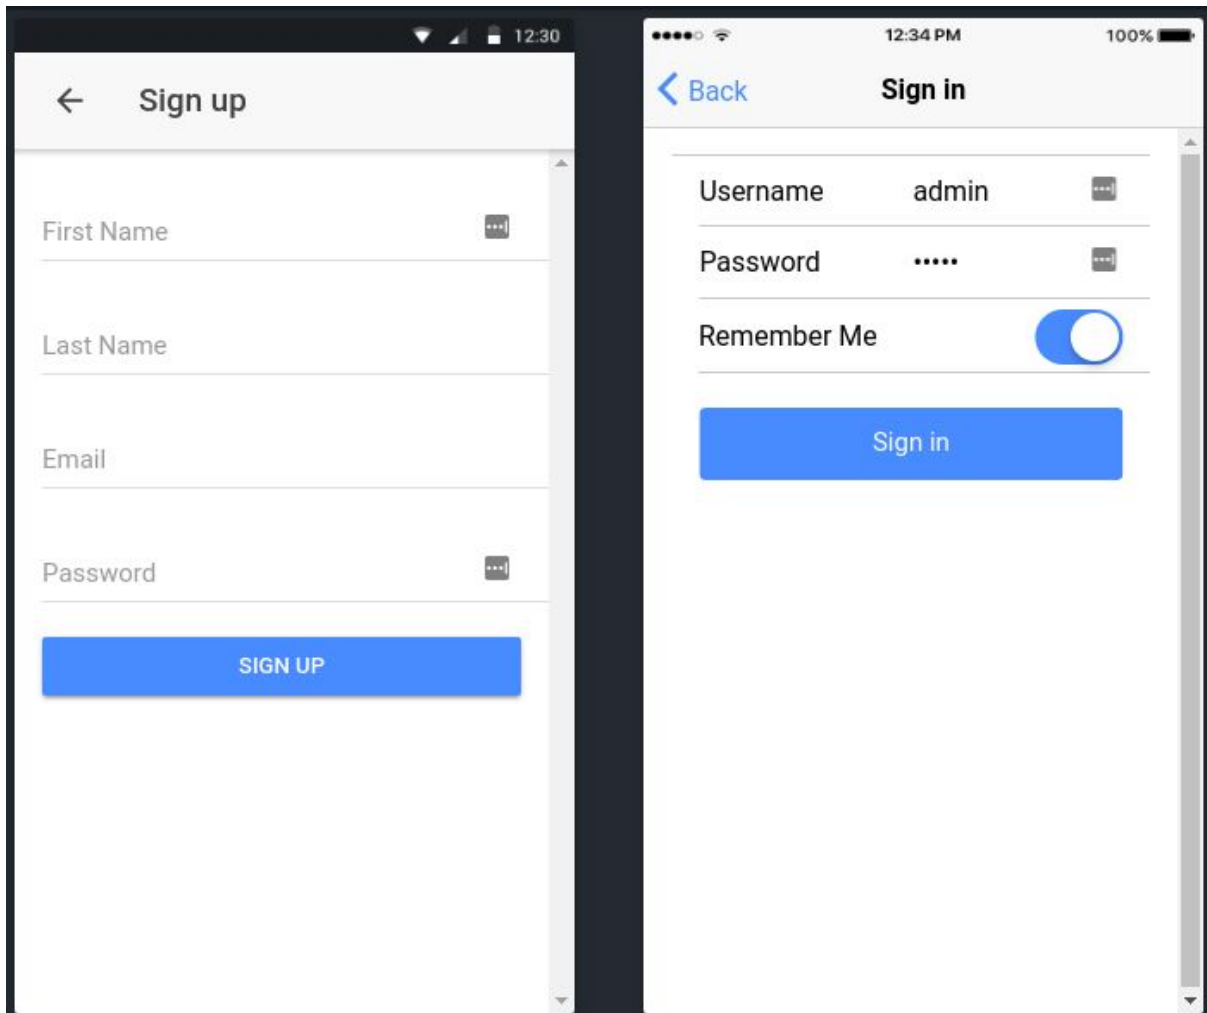 12:30
Sign up
First Name
Last Name
Email
Password
SIGN UP
12:34 PM 100%
Back Sign in
Username admin
Password •••••
Remember Me
Sign in